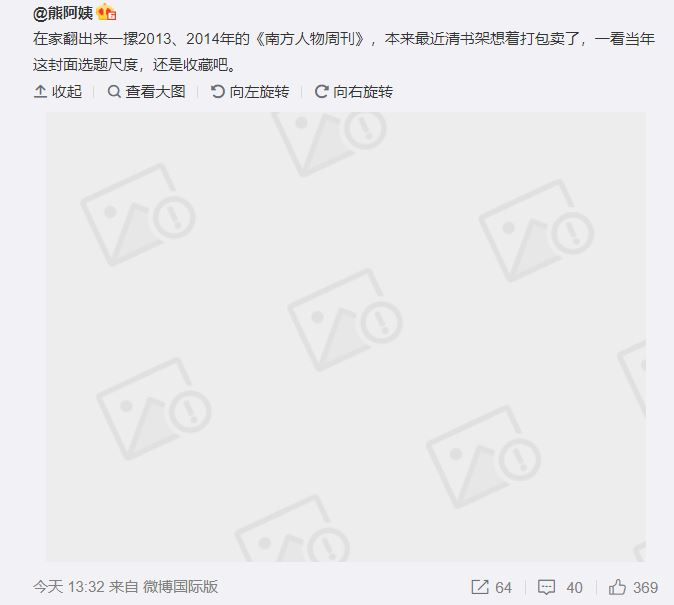 @熊阿姨
在家翻出来一摞2013、2014年的《南方人物周刊》，本来最近清书架想着打包卖了，一看当年
这封面选题尺度，还是收藏吧。
收起 查看大图 向左旋转 向右旋转
今天 13:32 来自 微博国际版 64 40 369